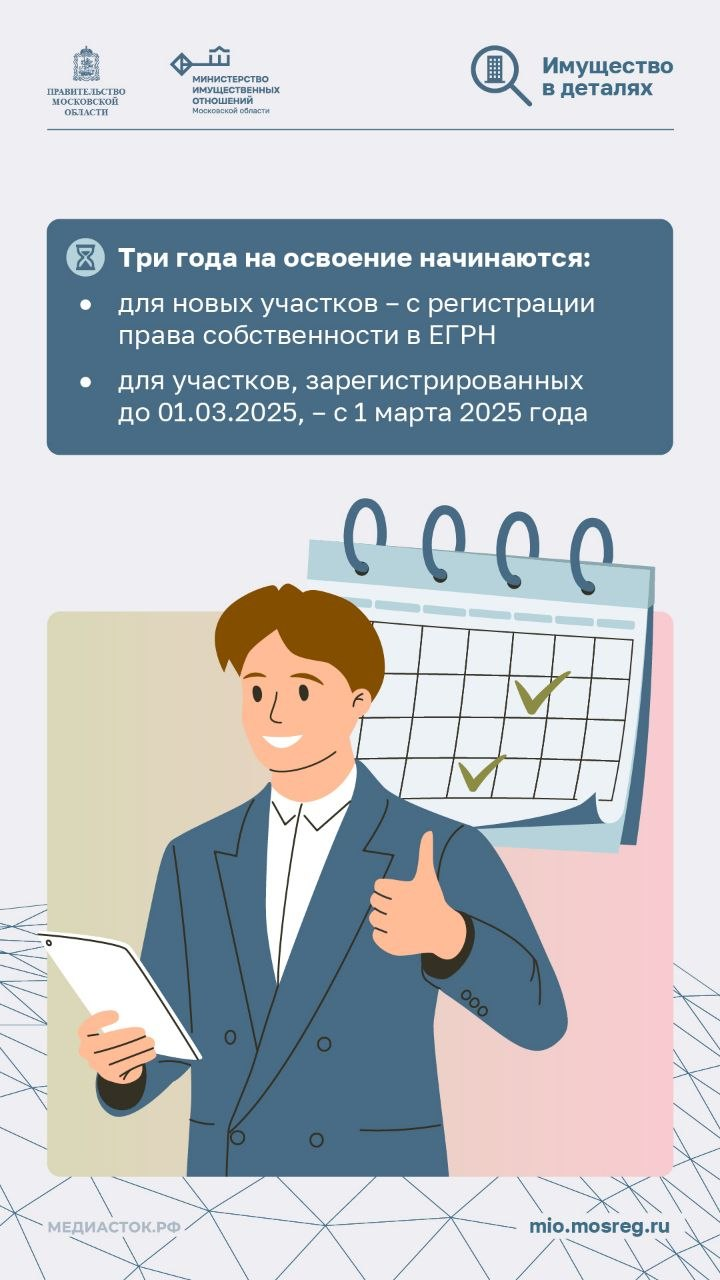 ПРАВИТЕЛЬСТВО
МОСКОВСКОЙ
ОБЛАСТИ
МИНИСТЕРСТВО
ИМУЩЕСТВЕННЫХ
ОТНОШЕНИЙ
Московской области
Имущество
в деталях
Три года на освоение начинаются:
● для новых участков – с регистрации
права собственности в ЕГРН
● для участков, зарегистрированных
до 01.03.2025, – с 1 марта 2025 года
МЕДИАСТОК.РФ
mio.mosreg.ru